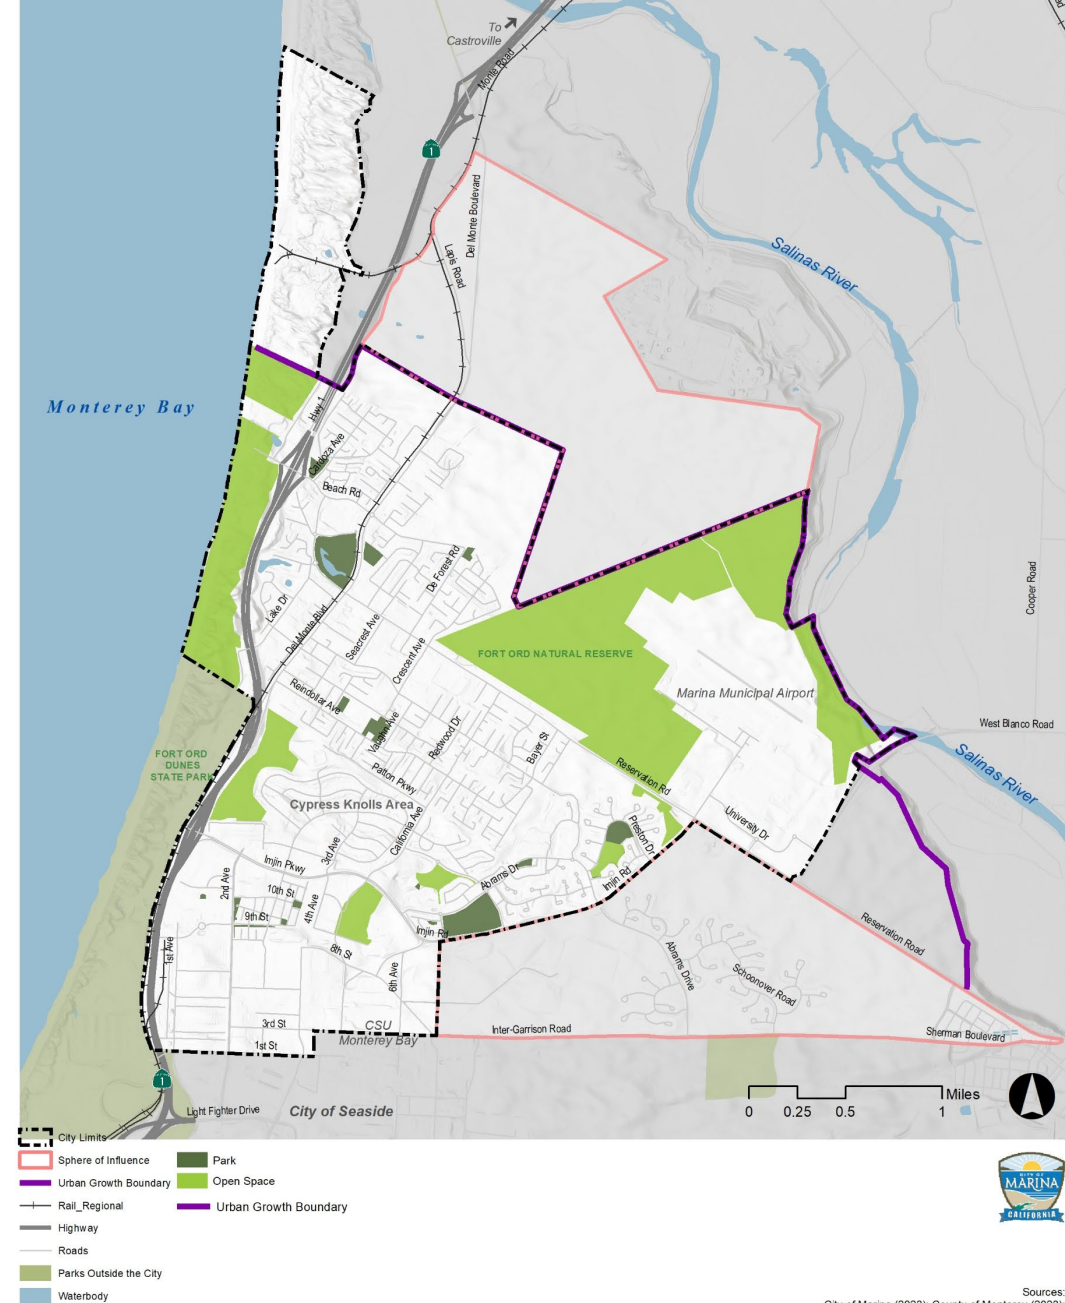 To
Castroville
Monte Road
1
Del Monte Boulevard
Lapis Road
Salinas River
Monterey Bay
Hwy 1
Cardoza Ave
Beach Rd
De Forest Rd
Cooper Road
Lake Dr
Del Monte Blvd
Seacrest Ave
Crescent Ave
FORT ORD NATURAL RESERVE
Marina Municipal Airport
Reindollar Ave
Vaughn Ave
Redwood Dr
Bayer St
West Blanco Road
Salinas River
FORT ORD
DUNES
STATE PARK
Patton Pkwy
Reservation Rd
Cypress Knolls Area
California Ave
University Dr
Preston Dr
3rd Ave
Imjin Pkwy
Abrams Dr
Imjin Rd
2nd Ave
10th St
4th Ave
9th St
Imjin Rd
8th St
1st Ave
6th Ave
Reservation Road
Abrams Drive
Schoonover Road
3rd St
CSU
Monterey Bay
1st St
Inter-Garrison Road
Sherman Boulevard
1
Light Fighter Drive
City of Seaside
Miles
0 0.25 0.5 1
City Limits
Sphere of Influence
Park
Urban Growth Boundary
Open Space
Rail_Regional
Urban Growth Boundary
Highway
Roads
Parks Outside the City
Waterbody
CITY OF
MARINA
CALIFORNIA
Sources: